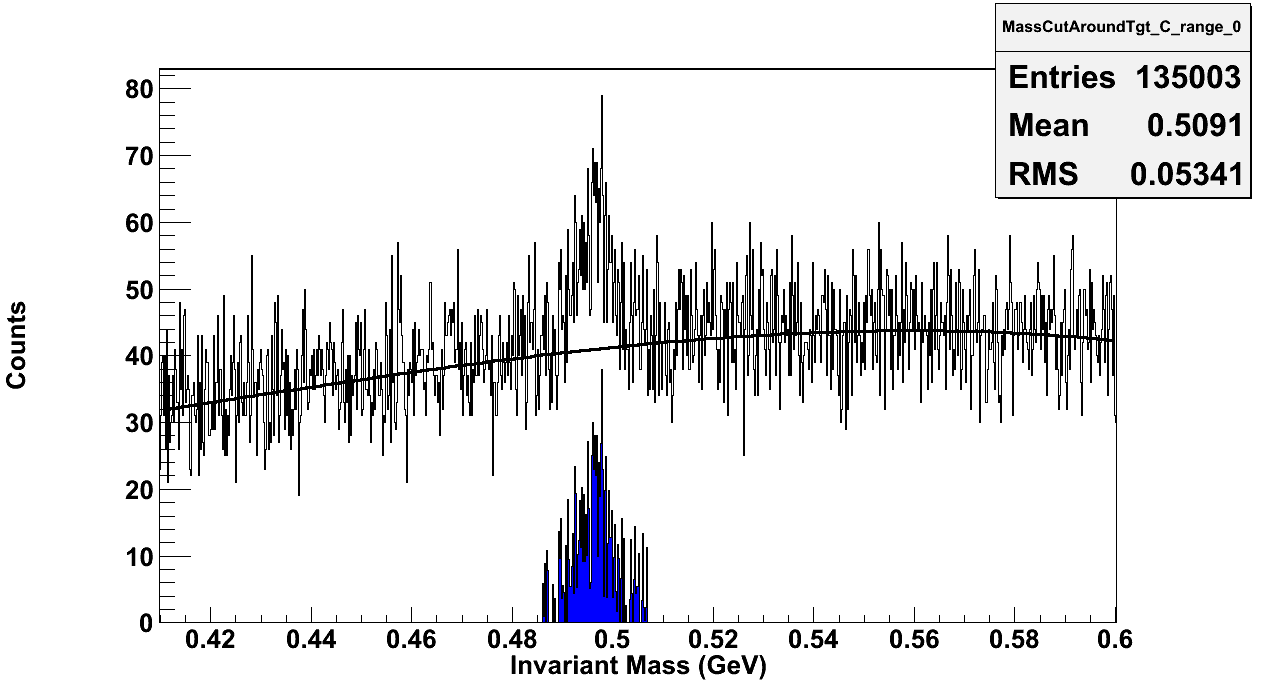 MassCutAroundTgt_C_range_0
Entries 135003
Mean 0.5091
RMS 0.05341
80
70
60
50
40
30
20
10
0
Counts
0.42 0.44 0.46 0.48 0.5 0.52 0.54 0.56 0.58 0.6
Invariant Mass (GeV)